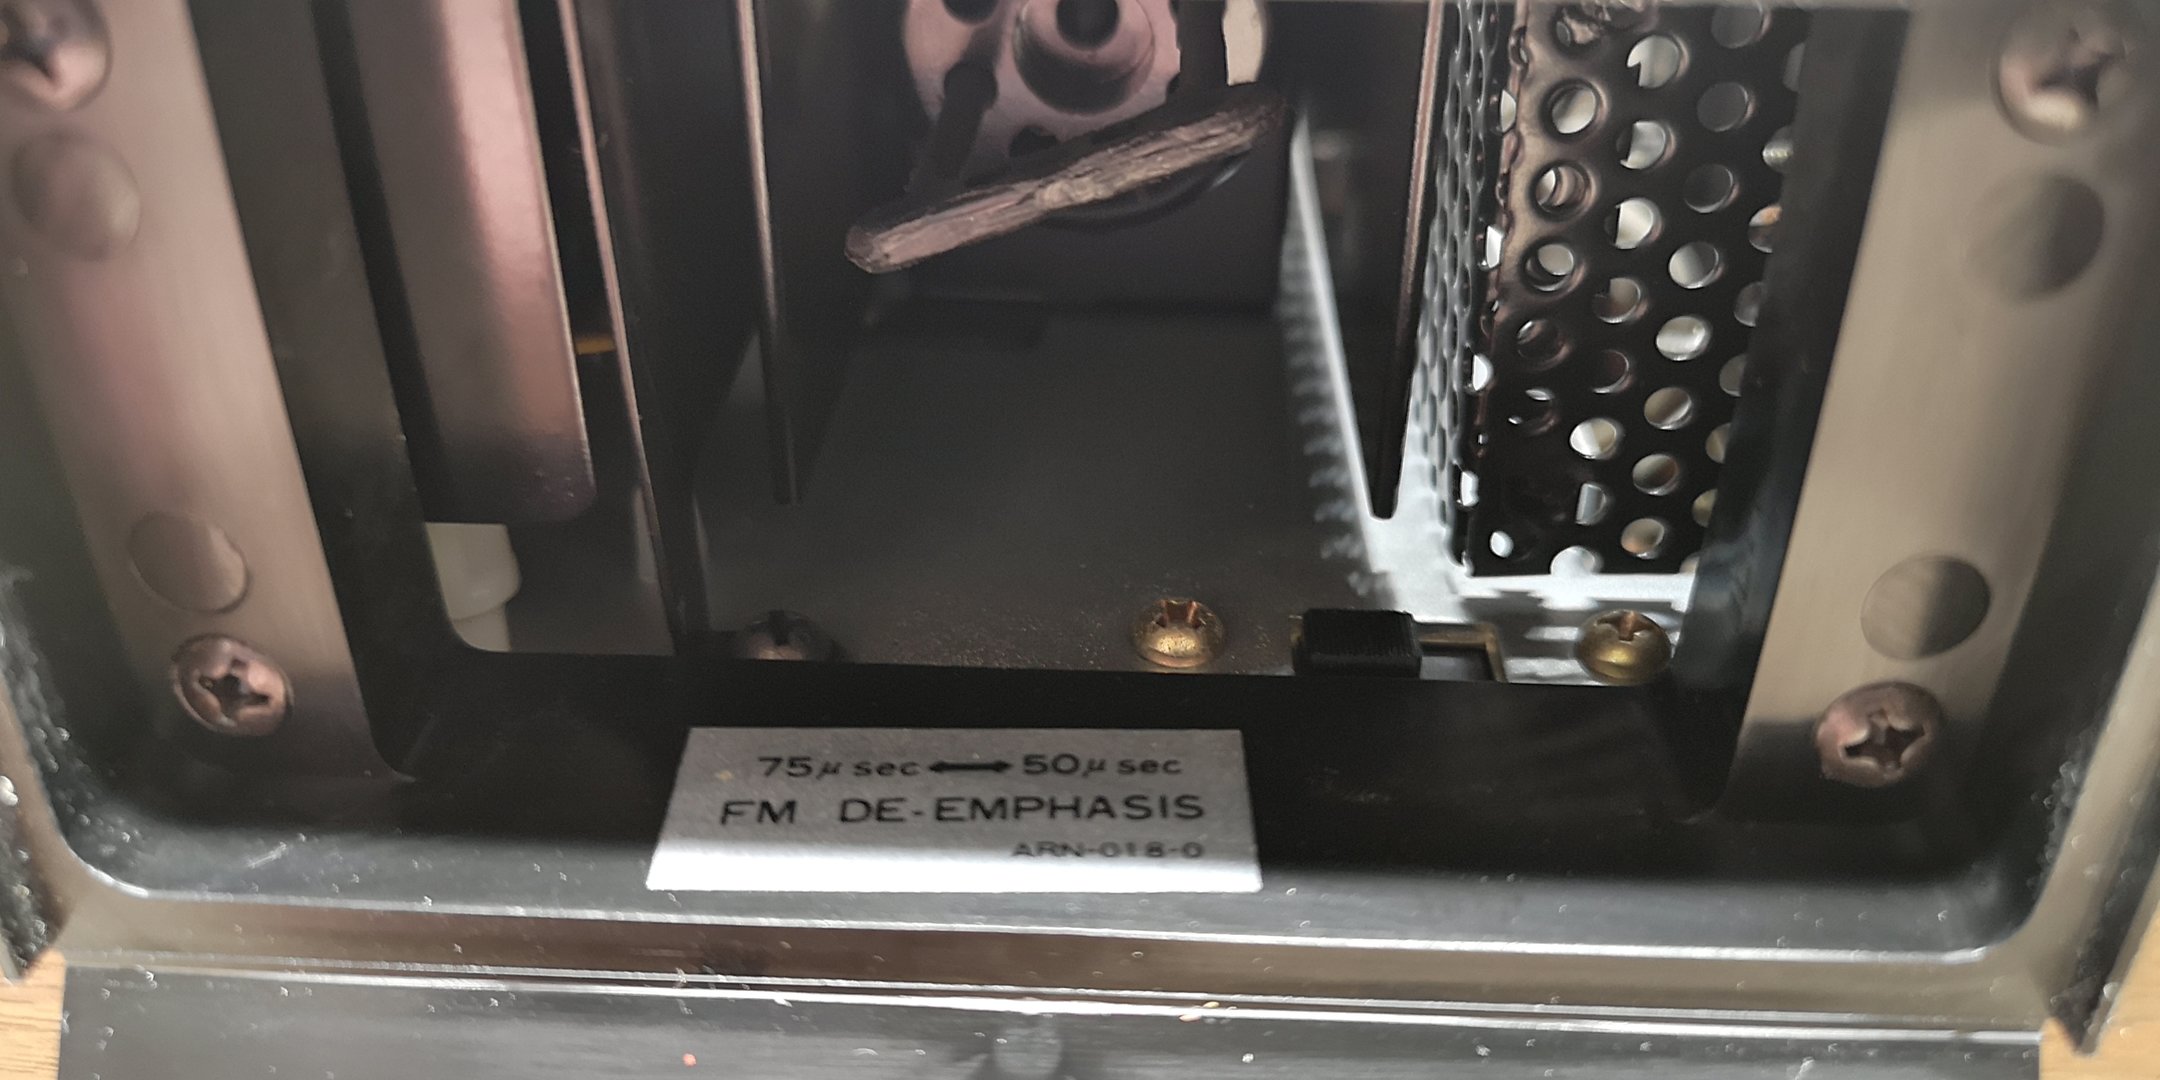 75μ sec ⟷ 50μ sec
FM DE-EMPHASIS
ARN-018-0